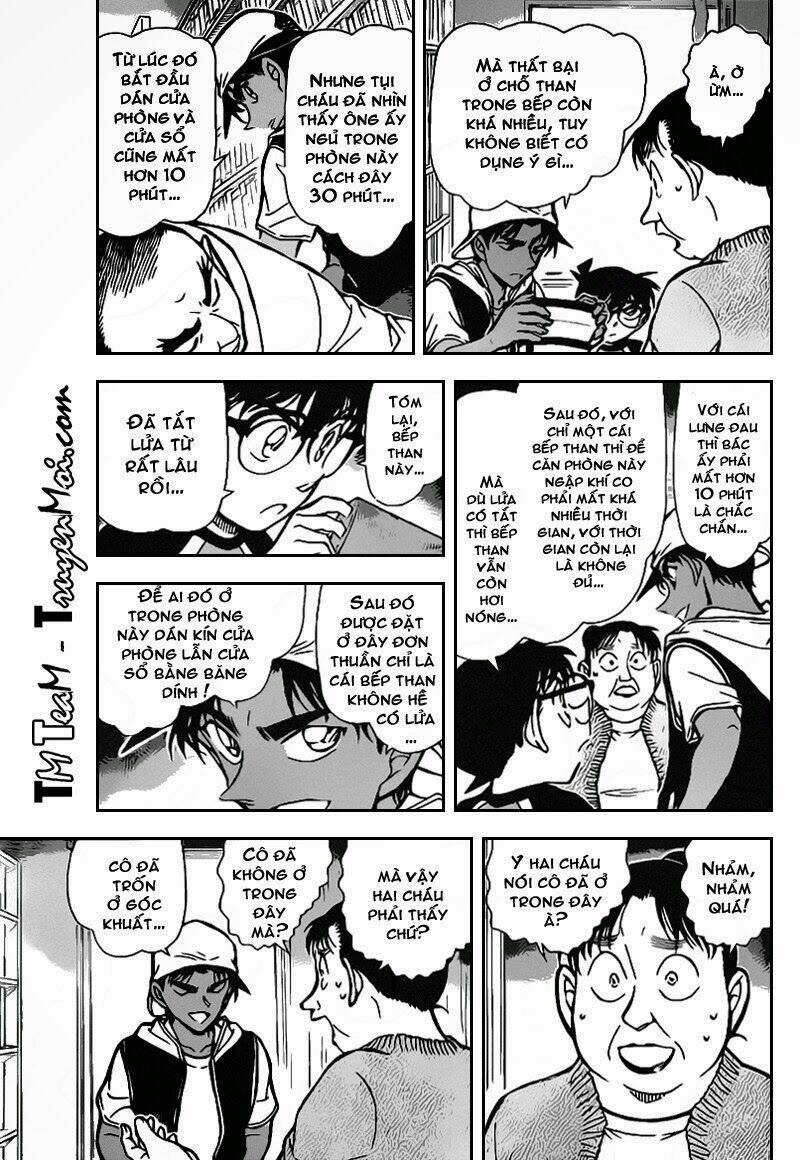 À, Ờ
ỪM...
MÀ THẤT BẠI
Ở CHỖ THAN
TRONG BẾP CÒN
KHÁ NHIỀU, TUY
KHÔNG BIẾT CÓ
DỤNG Ý GÌ...
NHƯNG TỤI
CHÁU ĐÃ NHÌN
THẤY ÔNG ẤY
NGỦ TRONG
PHÒNG NÀY
CÁCH ĐÂY
30 PHÚT...
TỪ LÚC ĐÓ
BẮT ĐẦU
DÁN CỬA
PHÒNG VÀ
CỬA SỔ
CŨNG MẤT
HƠN 10
PHÚT...
VỚI CÁI
LƯNG ĐAU
THÌ BÁC
ẤY PHẢI
MẤT HƠN
10 PHÚT
LÀ CHẮC
CHẮN...
SAU ĐÓ, VỚI
CHỈ MỘT CÁI
BẾP THAN THÌ ĐỂ
CĂN PHÒNG NÀY
NGẬP KHÍ CO
PHẢI MẤT KHÁ
NHIỀU THỜI
GIAN, VỚI THỜI
GIAN CÒN LẠI
LÀ KHÔNG
ĐỦ...
MÀ
DÙ LỬA
CÓ TẮT
THÌ BẾP
THAN
VẪN
CÒN
HƠI
NÓNG...
TÓM
LẠI,
BẾP
THAN
NÀY...
ĐÃ TẮT
LỬA TỪ
RẤT LÂU
RỒI...
SAU ĐÓ
ĐƯỢC ĐẶT
Ở ĐÂY ĐƠN
THUẦN CHỈ LÀ
CÁI BẾP THAN
KHÔNG HỀ
CÓ LỬA
...
ĐỂ AI ĐÓ Ở
TRONG PHÒNG
NÀY DÁN KÍN CỬA
PHÒNG LẪN CỬA
SỔ BẰNG BĂNG
DÍNH!
NHẢM,
NHẢM
QUÁ!
Ý HAI CHÁU
NÓI CÔ ĐÃ Ở
TRONG ĐÂY
À?
MÀ VẬY
HAI CHÁU
PHẢI THẤY
CHỨ?
CÔ ĐÃ
KHÔNG Ở
TRONG
ĐÂY
MÀ?
CÔ ĐÃ
TRỐN
Ở GÓC
KHUẤT...
TM TEAM - TRUYENMOI.COM